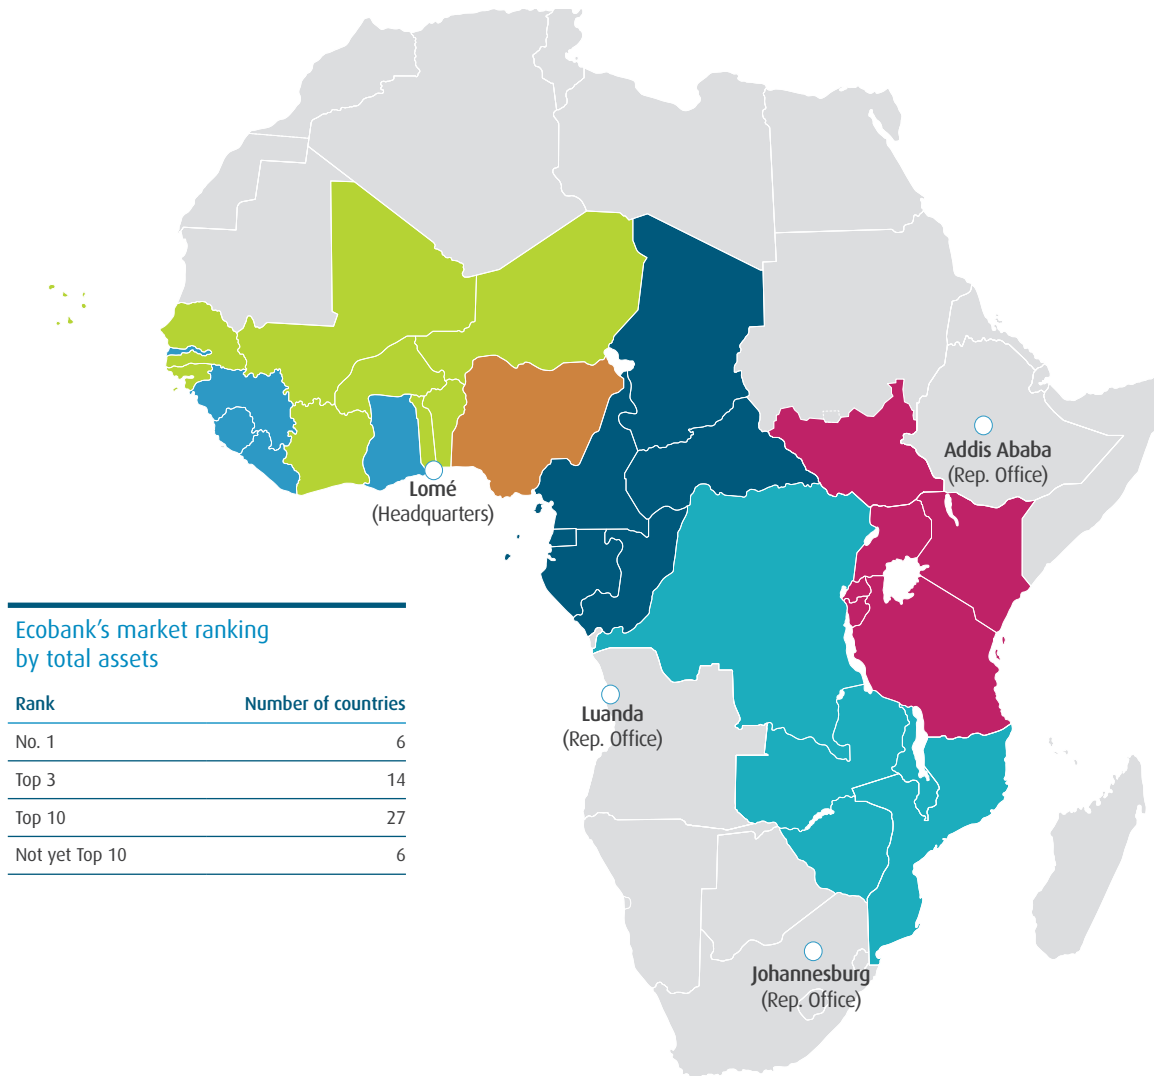 Addis Ababa
(Rep. Office)
Lomé
(Headquarters)
Ecobank’s market ranking
by total assets
Rank Number of countries
No. 1 6
Top 3 14
Top 10 27
Not yet Top 10 6
Luanda
(Rep. Office)
Johannesburg
(Rep. Office)